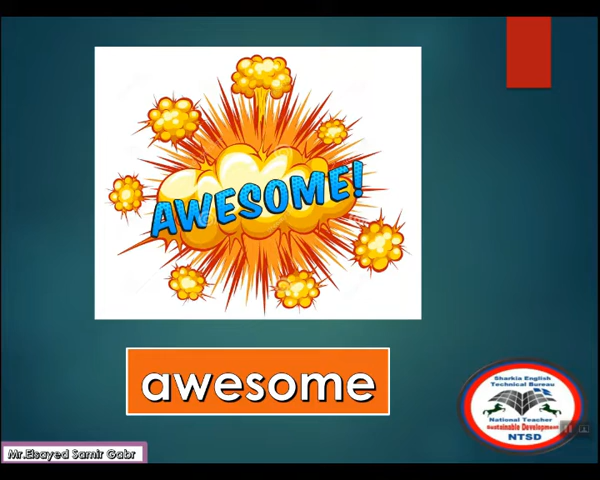 AWESOME!
awesome
Sharkia English
Technical Bureau
National Teacher
Sustainable Development
NTSD
Mr.Elsayed Samir Gabr